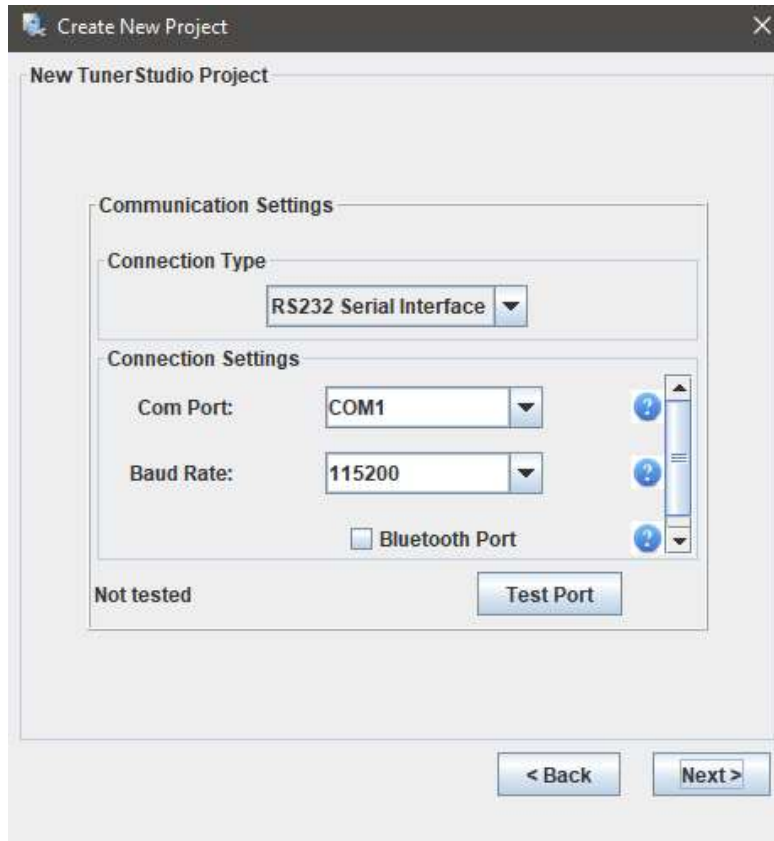 Create New Project
New TunerStudio Project
Communication Settings
Connection Type
RS232 Serial Interface
Connection Settings
Com Port: COM1 ?
Baud Rate: 115200 ?
Bluetooth Port ?
Not tested Test Port
< Back Next >